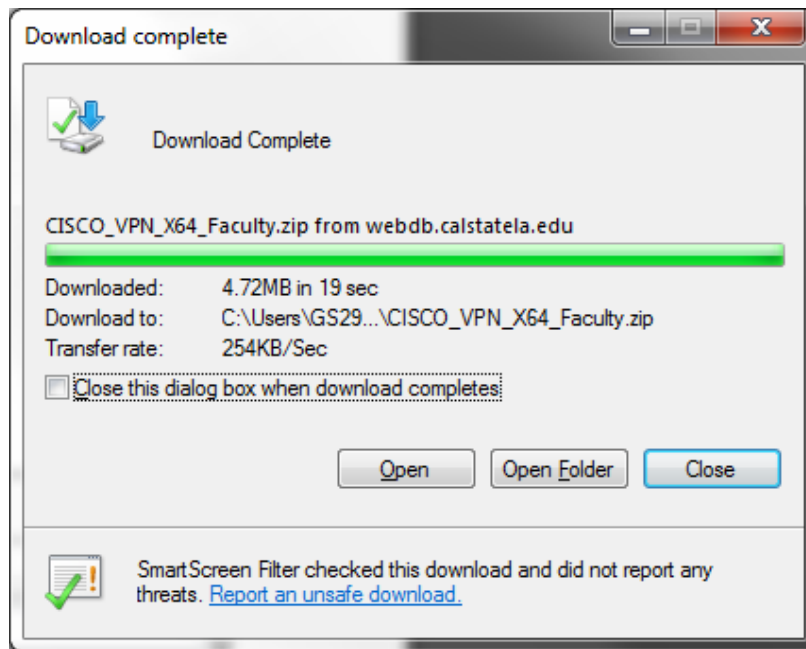 Download complete
Download Complete
CISCO_VPN_X64_Faculty.zip from webdb.calstatela.edu
Downloaded: 4.72MB in 19 sec
Download to: C:\Users\GS29...\CISCO_VPN_X64_Faculty.zip
Transfer rate: 254KB/Sec
Close this dialog box when download completes
Open Open Folder Close
SmartScreen Filter checked this download and did not report any
threats. Report an unsafe download.